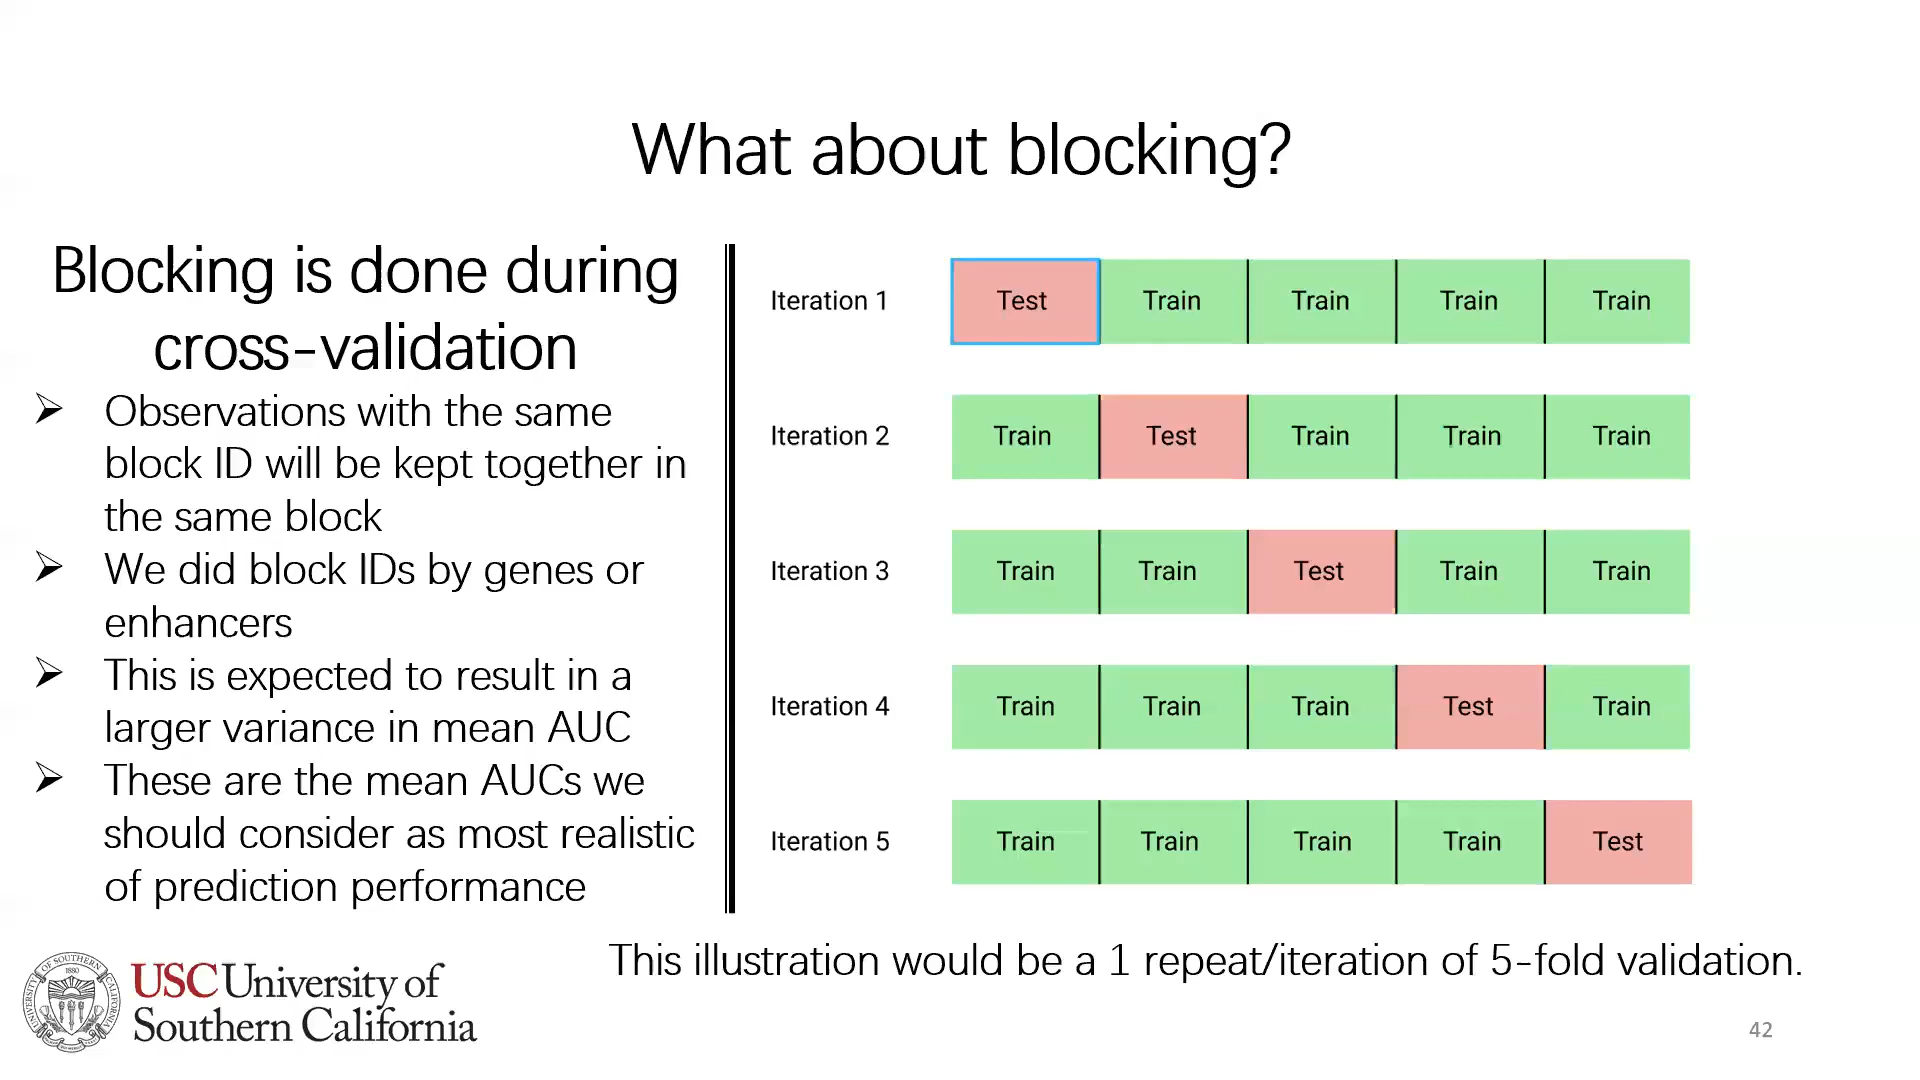 What about blocking?
Blocking is done during
cross-validation
➢ Observations with the same
block ID will be kept together in
the same block
➢ We did block IDs by genes or
enhancers
➢ This is expected to result in a
larger variance in mean AUC
➢ These are the mean AUCs we
should consider as most realistic
of prediction performance
Iteration 1 Test Train Train Train Train
Iteration 2 Train Test Train Train Train
Iteration 3 Train Train Test Train Train
Iteration 4 Train Train Train Test Train
Iteration 5 Train Train Train Train Test
This illustration would be a 1 repeat/iteration of 5-fold validation.
USC University of
Southern California
42